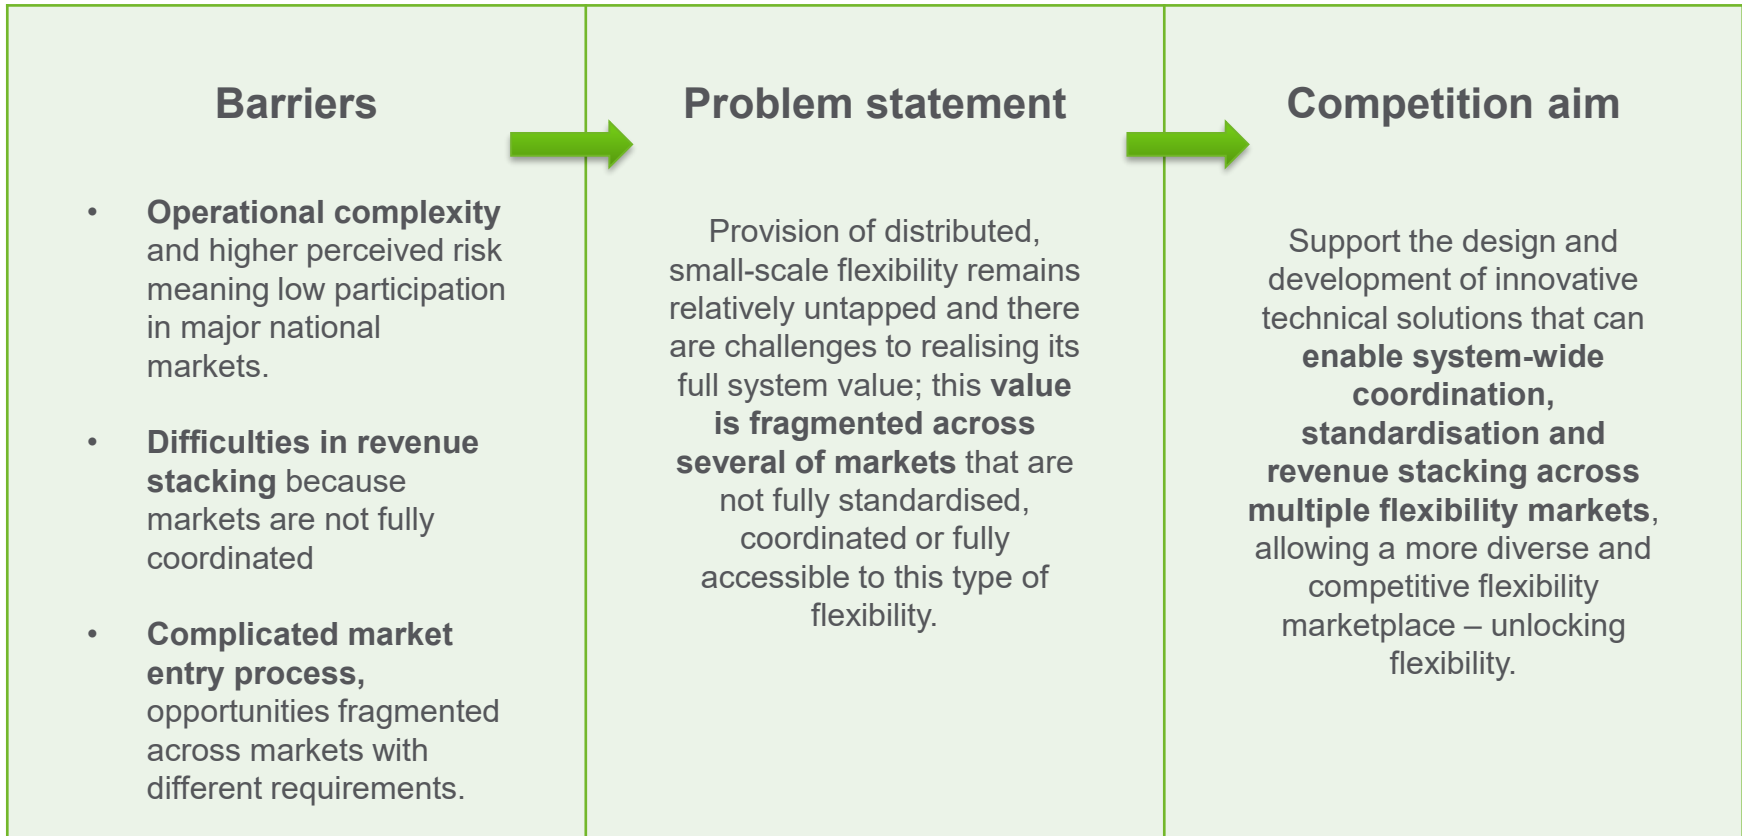 Barriers
• Operational complexity
and higher perceived risk
meaning low participation
in major national
markets.
• Difficulties in revenue
stacking because
markets are not fully
coordinated
• Complicated market
entry process,
opportunities fragmented
across markets with
different requirements.
Problem statement
Provision of distributed,
small-scale flexibility remains
relatively untapped and there
are challenges to realising its
full system value; this value
is fragmented across
several of markets that are
not fully standardised,
coordinated or fully
accessible to this type of
flexibility.
Competition aim
Support the design and
development of innovative
technical solutions that can
enable system-wide
coordination,
standardisation and
revenue stacking across
multiple flexibility markets,
allowing a more diverse and
competitive flexibility
marketplace – unlocking
flexibility.